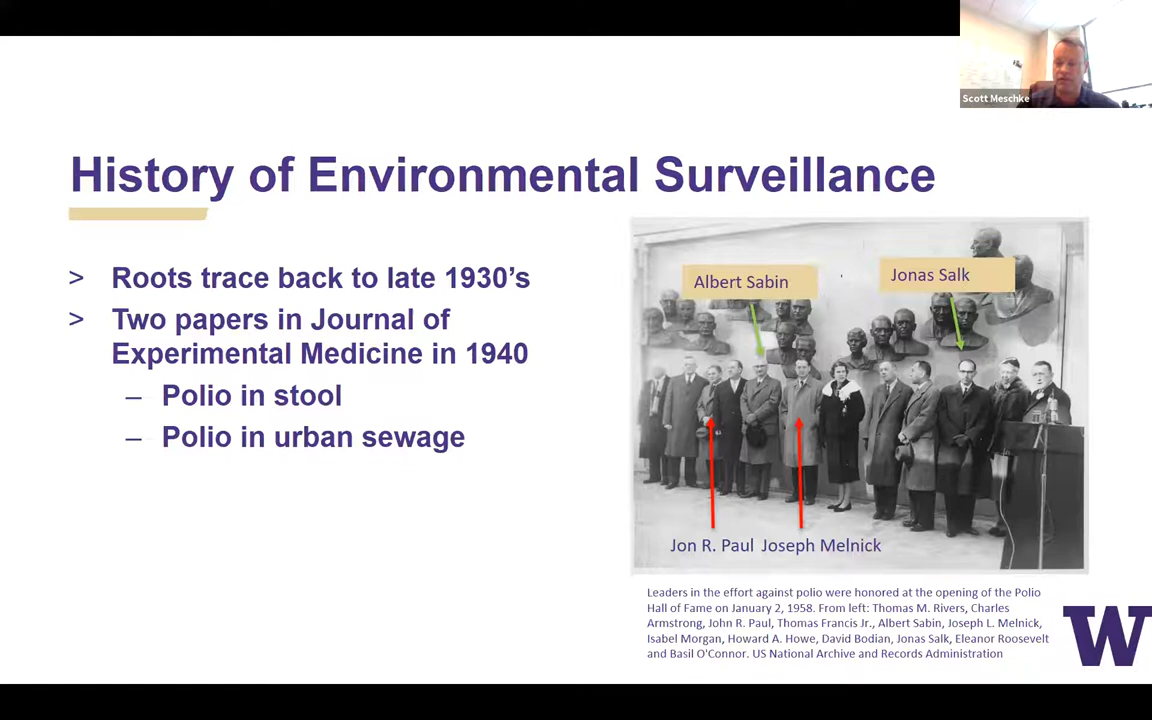 Scott Meschke
History of Environmental Surveillance
> Roots trace back to late 1930’s
> Two papers in Journal of
Experimental Medicine in 1940
– Polio in stool
– Polio in urban sewage
Albert Sabin
Jonas Salk
Jon R. Paul
Joseph Melnick
Leaders in the effort against polio were honored at the opening of the Polio
Hall of Fame on January 2, 1958. From left: Thomas M. Rivers, Charles
Armstrong, John R. Paul, Thomas Francis Jr., Albert Sabin, Joseph L. Melnick,
Isabel Morgan, Howard A. Howe, David Bodian, Jonas Salk, Eleanor Roosevelt
and Basil O'Connor. US National Archive and Records Administration
W